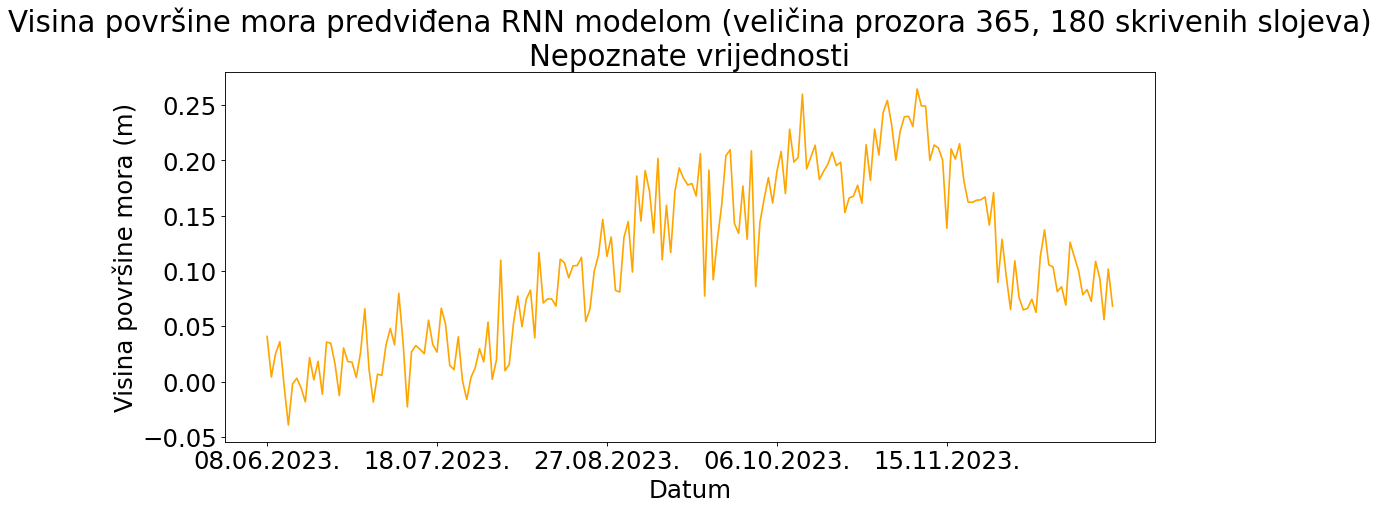 Visina površine mora predviđena RNN modelom (veličina prozora 365, 180 skrivenih slojeva)
Nepoznate vrijednosti
Visina površine mora (m)
0.25
0.20
0.15
0.10
0.05
0.00
−0.05
08.06.2023. 18.07.2023. 27.08.2023. 06.10.2023. 15.11.2023.
Datum